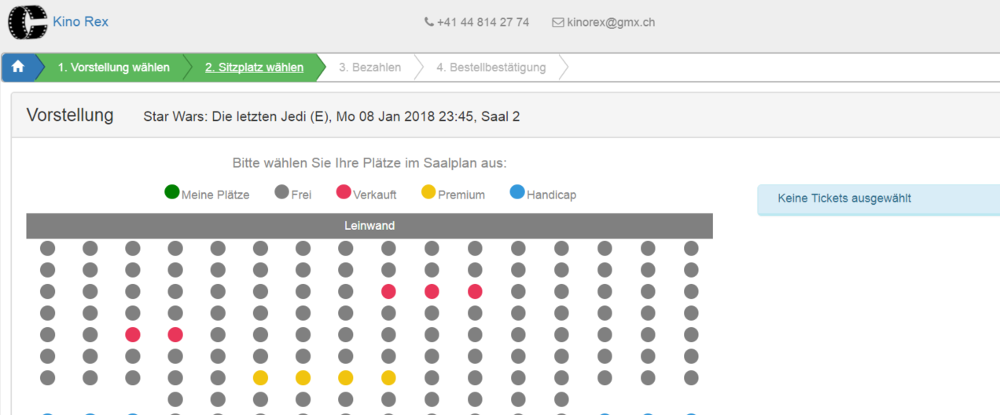 Kino Rex
+41 44 814 27 74
kinorex@gmx.ch
1. Vorstellung wählen
2. Sitzplatz wählen
3. Bezahlen
4. Bestellbestätigung
Vorstellung
Star Wars: Die letzten Jedi (E), Mo 08 Jan 2018 23:45, Saal 2
Bitte wählen Sie Ihre Plätze im Saalplan aus:
Meine Plätze
Frei
Verkauft
Premium
Handicap
Keine Tickets ausgewählt
Leinwand